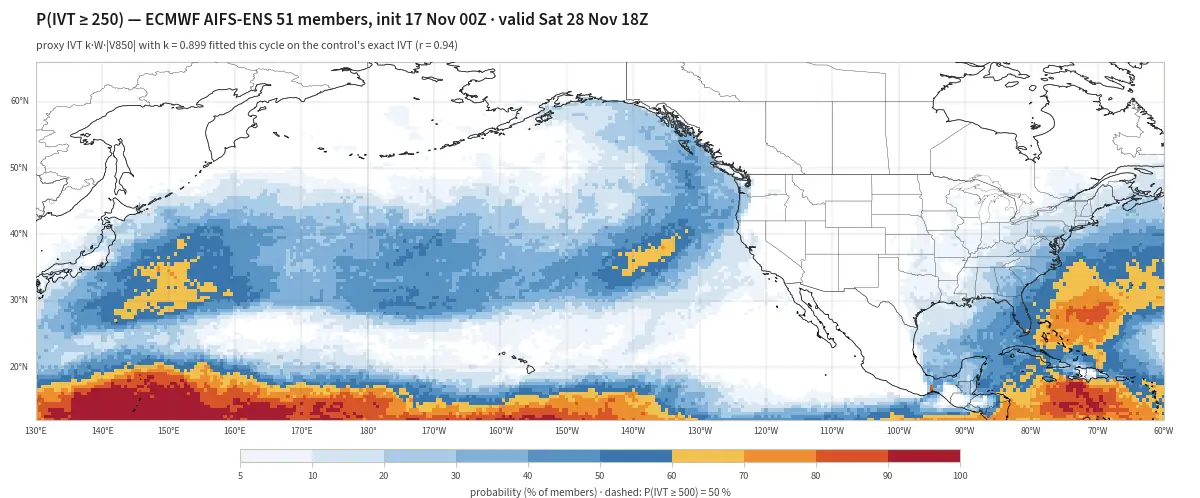 P(IVT ≥ 250) — ECMWF AIFS-ENS 51 members, init 17 Nov 00Z · valid Sat 28 Nov 18Z
proxy IVT k·W·|V850| with k = 0.899 fitted this cycle on the control's exact IVT (r = 0.94)
60°N
50°N
40°N
30°N
20°N
130°E 140°E 150°E 160°E 170°E 180° 170°W 160°W 150°W 140°W 130°W 120°W 110°W 100°W 90°W 80°W 70°W 60°W
5 10 20 30 40 50 60 70 80 90 100
probability (% of members) · dashed: P(IVT ≥ 500) = 50 %